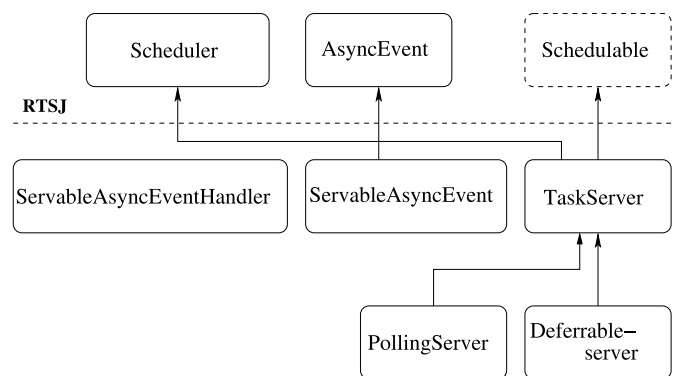 Scheduler
AsyncEvent
Schedulable
RTSJ
ServableAsyncEventHandler
ServableAsyncEvent
TaskServer
PollingServer
Deferrable−
server